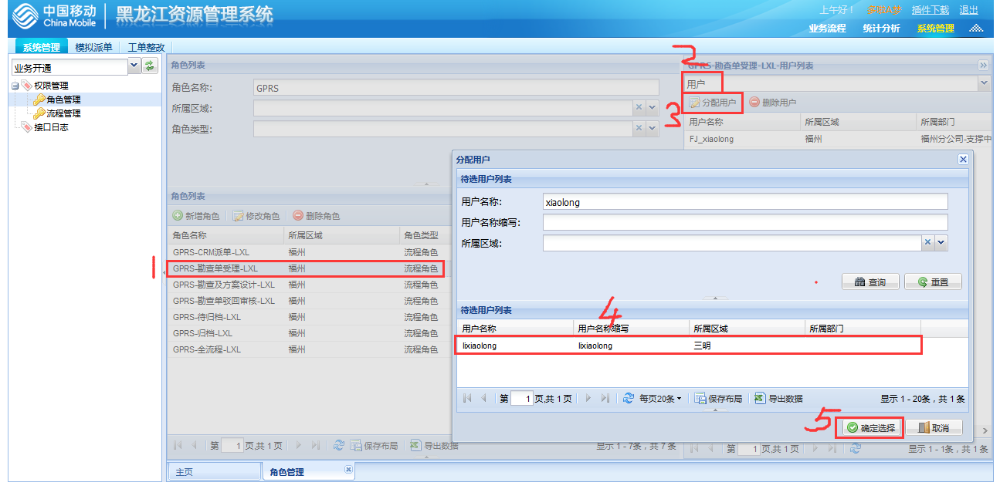 中国移动
China Mobile
黑龙江资源管理系统
上午好！
插件下载 退出
业务流程 统计分析 系统管理
系统管理 模拟派单 工单整改
业务开通
权限管理
角色管理
流程管理
接口日志
角色列表
角色名称: GPRS
所属区域:
角色类型:
角色列表
新增角色 修改角色 删除角色
角色名称 所属区域 角色类型
GPRS-CRM派单-LXL 福州 流程角色
1
GPRS-勘查单受理-LXL 福州 流程角色
GPRS-勘查及方案设计-LXL 福州 流程角色
GPRS-勘查单驳回审核-LXL 福州 流程角色
GPRS-待归档-LXL 福州 流程角色
GPRS-归档-LXL 福州 流程角色
GPRS-全流程-LXL 福州 流程角色
第 1 页,共 1 页 保存布局 导出数据 显示 1 - 7条，共 7 条
2
GPRS-勘查单受理-LXL-用户列表
用户
3
分配用户 删除用户
用户名称 所属区域 所属部门
FJ_xiaolong 福州 福州分公司-支撑中
分配用户
待选用户列表
用户名称: xiaolong
用户名称缩写:
所属区域:
查询 重置
待选用户列表
4
用户名称 用户名称缩写 所属区域 所属部门
lixiaolong lixiaolong 三明
第 1 页,共 1 页 每页20条 保存布局 导出数据 显示 1 - 20条，共 1 条
5
确定选择 取消
第 1 页,共 1 页 显示 1 - 1条，共 1 条
主页 角色管理